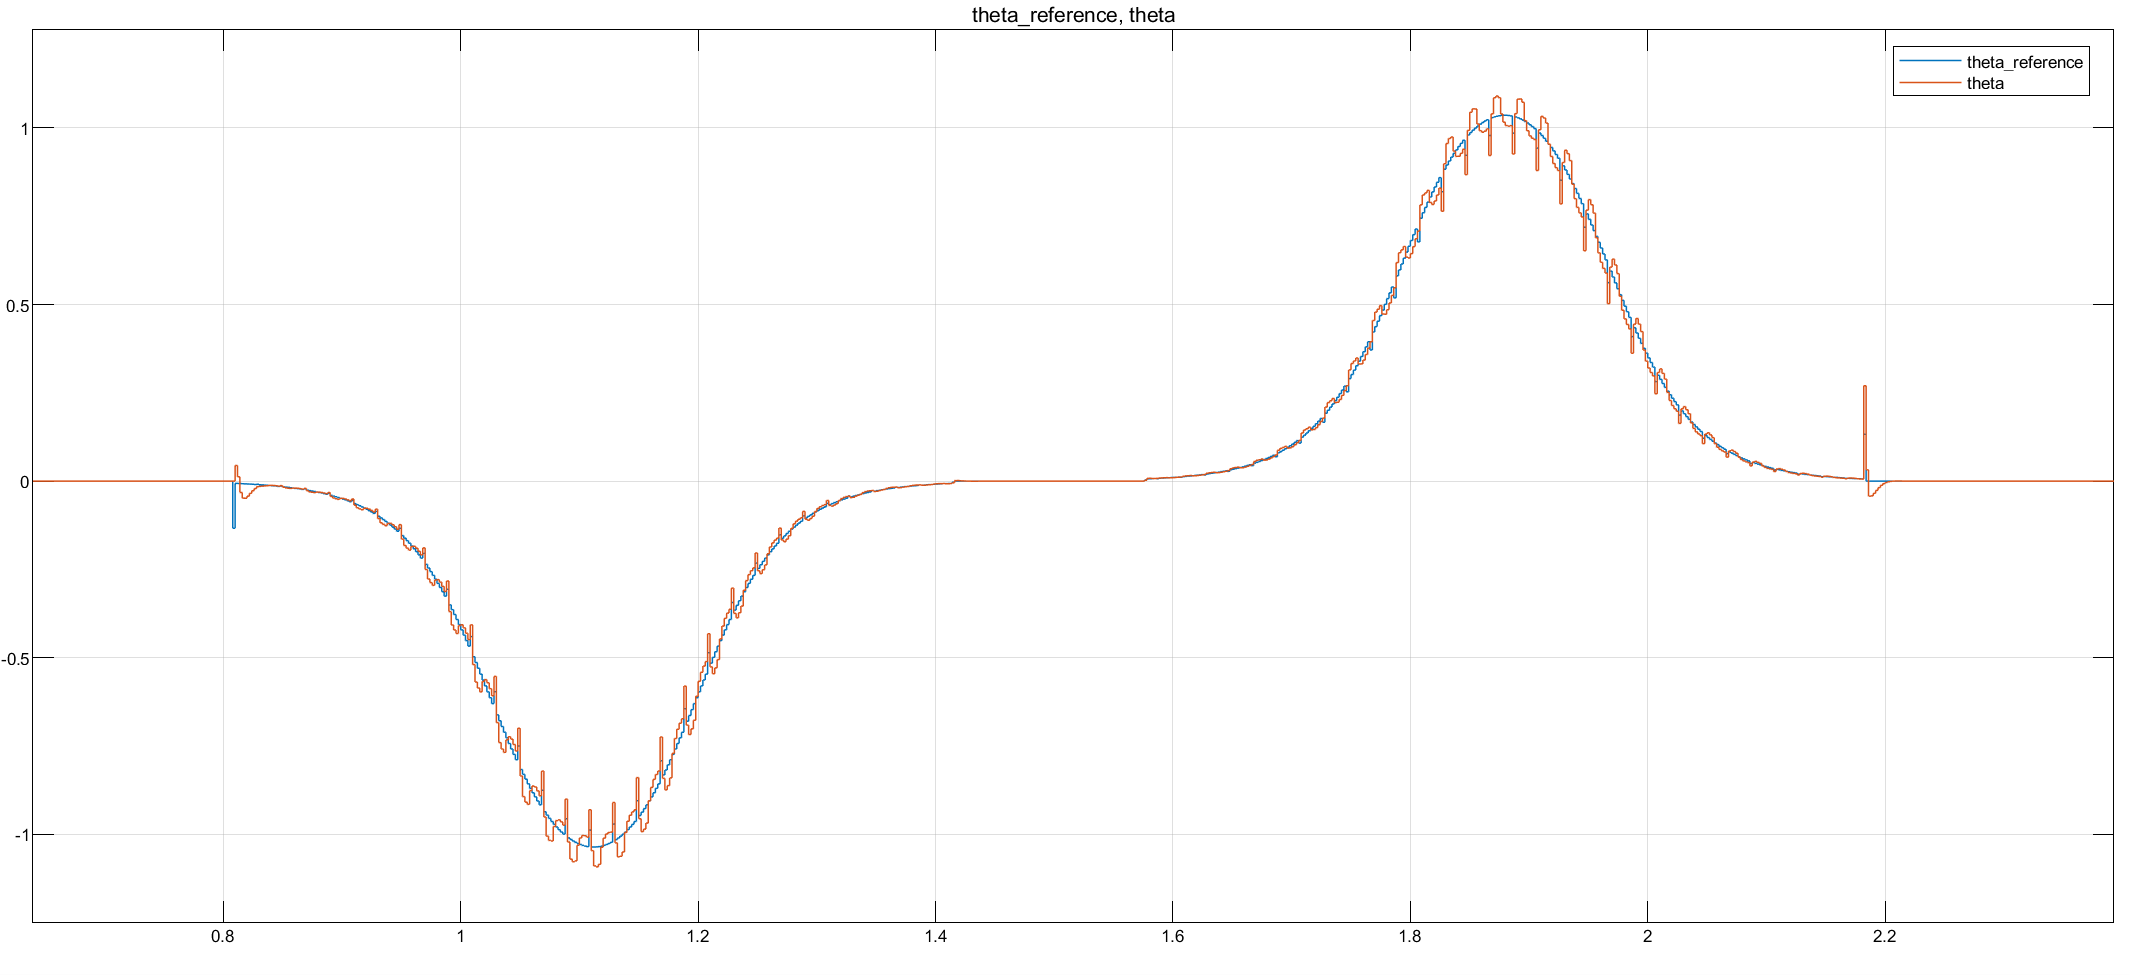 theta_reference, theta
theta_reference
theta
1
0.5
0
-0.5
-1
0.8 1 1.2 1.4 1.6 1.8 2 2.2